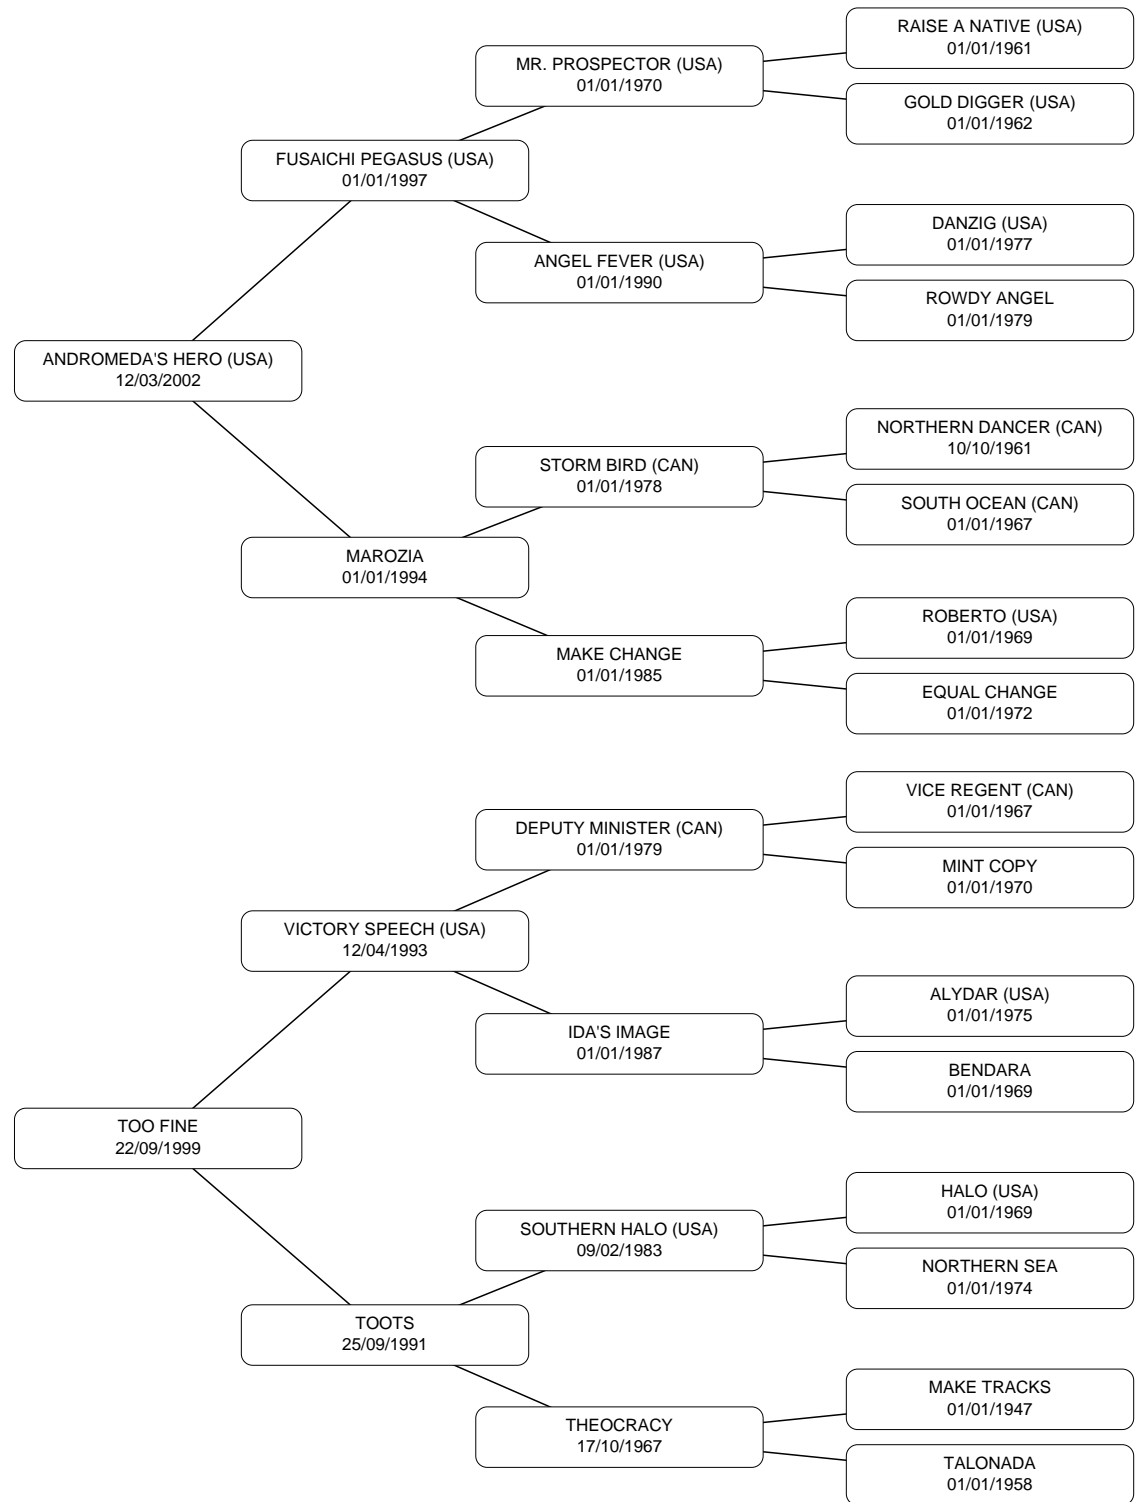 RAISE A NATIVE (USA)
01/01/1961
MR. PROSPECTOR (USA)
01/01/1970
GOLD DIGGER (USA)
01/01/1962
FUSAICHI PEGASUS (USA)
01/01/1997
DANZIG (USA)
01/01/1977
ANGEL FEVER (USA)
01/01/1990
ROWDY ANGEL
01/01/1979
ANDROMEDA'S HERO (USA)
12/03/2002
NORTHERN DANCER (CAN)
10/10/1961
STORM BIRD (CAN)
01/01/1978
SOUTH OCEAN (CAN)
01/01/1967
MAROZIA
01/01/1994
ROBERTO (USA)
01/01/1969
MAKE CHANGE
01/01/1985
EQUAL CHANGE
01/01/1972
VICE REGENT (CAN)
01/01/1967
DEPUTY MINISTER (CAN)
01/01/1979
MINT COPY
01/01/1970
VICTORY SPEECH (USA)
12/04/1993
ALYDAR (USA)
01/01/1975
IDA'S IMAGE
01/01/1987
BENDARA
01/01/1969
TOO FINE
22/09/1999
HALO (USA)
01/01/1969
SOUTHERN HALO (USA)
09/02/1983
NORTHERN SEA
01/01/1974
TOOTS
25/09/1991
MAKE TRACKS
01/01/1947
THEOCRACY
17/10/1967
TALONADA
01/01/1958